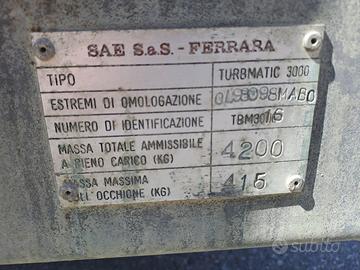 SAE S.a.S. - FERRARA
TIPO TURBMATIC 3000
ESTREMI DI OMOLOGAZIONE
NUMERO DI IDENTIFICAZIONE
MASSA TOTALE AMMISSIBILE
A PIENO CARICO (KG) 4200
MASSA MASSIMA
SULL'OCCHIONE (KG) 415
subito